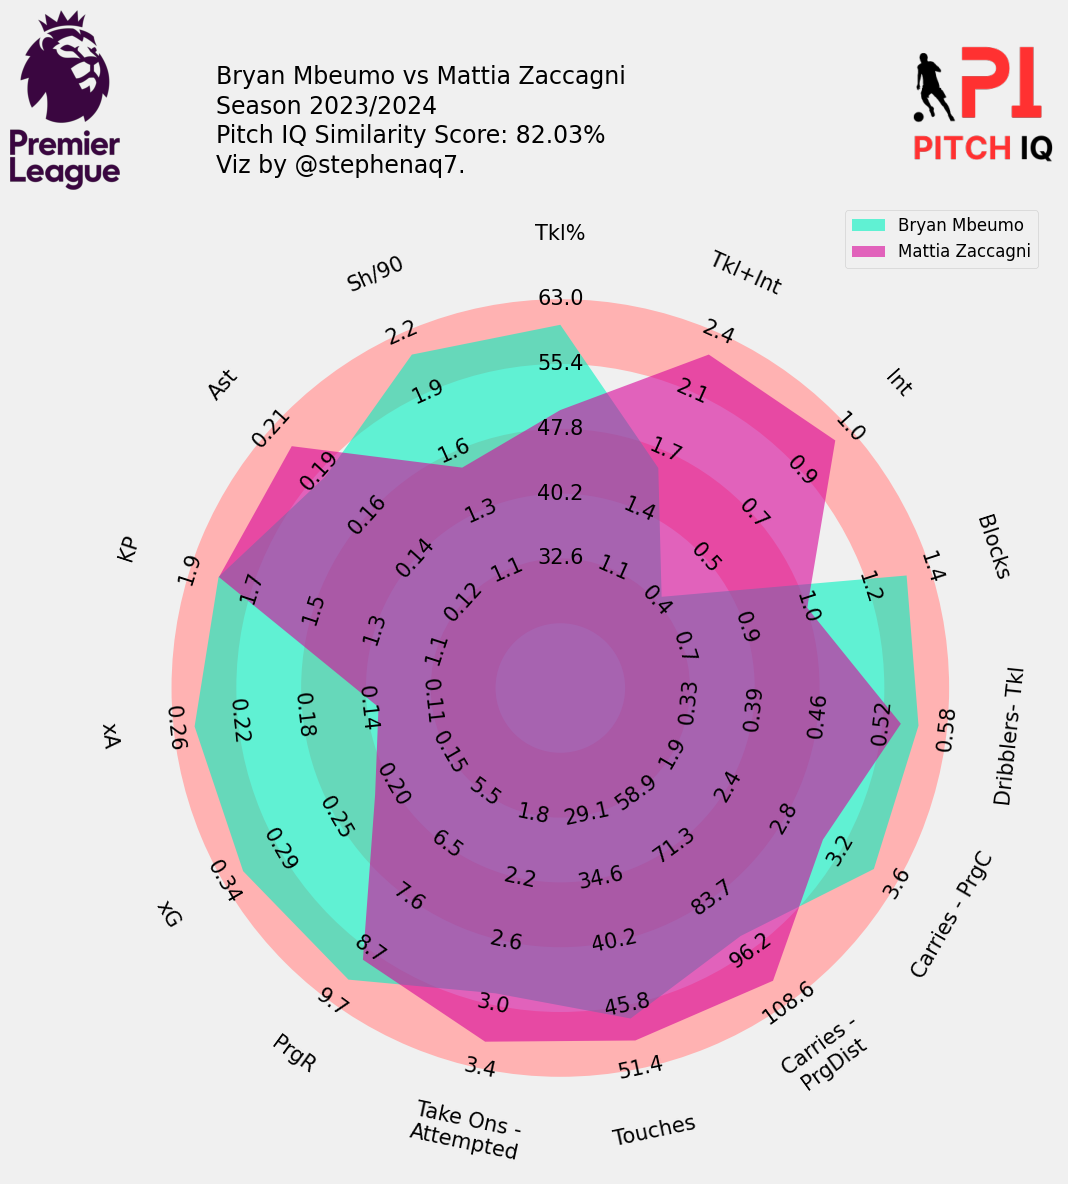 Premier
League
Bryan Mbeumo vs Mattia Zaccagni
Season 2023/2024
Pitch IQ Similarity Score: 82.03%
Viz by @stephenaq7.
PI
PITCH IQ
Bryan Mbeumo
Mattia Zaccagni
Tkl%
63.0
55.4
47.8
40.2
32.6
Tkl+Int
2.4
2.1
1.7
1.4
1.1
Int
1.0
0.9
0.7
0.5
0.4
Blocks
1.4
1.2
1.0
0.9
0.7
Dribblers- Tkl
0.58
0.52
0.46
0.39
0.33
Carries - PrgC
3.6
3.2
2.8
2.4
1.9
Carries -
PrgDist
108.6
96.2
83.7
71.3
58.9
Touches
51.4
45.8
40.2
34.6
29.1
Take Ons -
Attempted
3.4
3.0
2.6
2.2
1.8
PrgR
9.7
8.7
7.6
6.5
5.5
xG
0.34
0.29
0.25
0.20
0.15
xA
0.26
0.22
0.18
0.14
0.11
KP
1.9
1.7
1.5
1.3
1.1
Ast
0.21
0.19
0.16
0.14
0.12
Sh/90
2.2
1.9
1.6
1.3
1.1